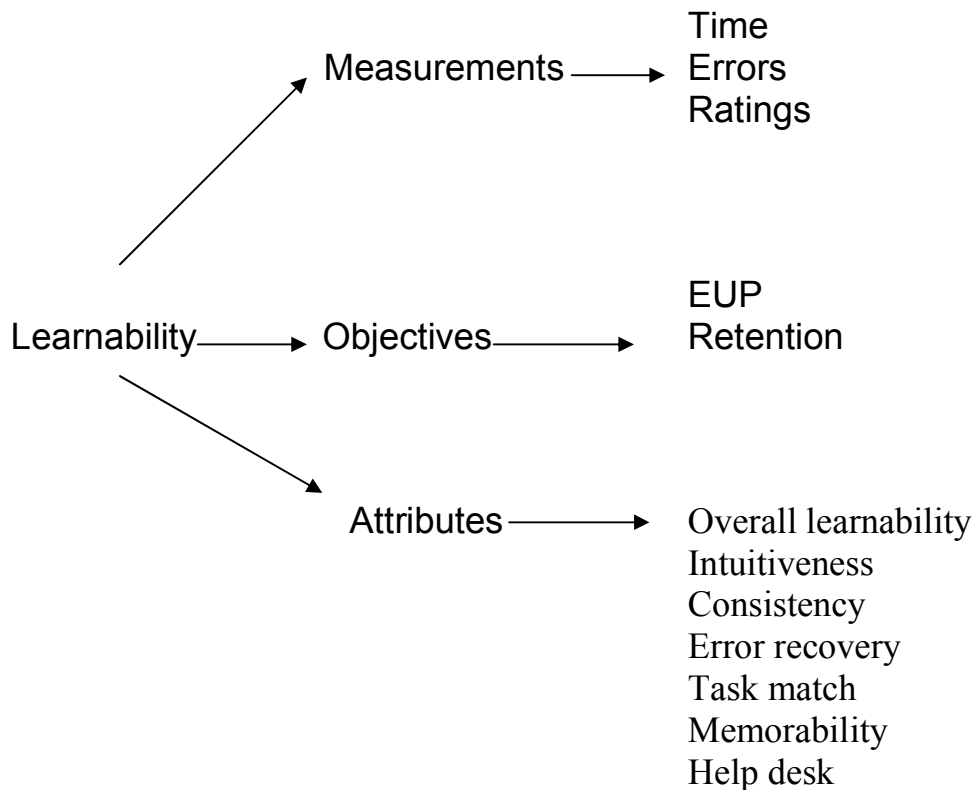 Measurements
Time
Errors
Ratings
Learnability
Objectives
EUP
Retention
Attributes
Overall learnability
Intuitiveness
Consistency
Error recovery
Task match
Memorability
Help desk